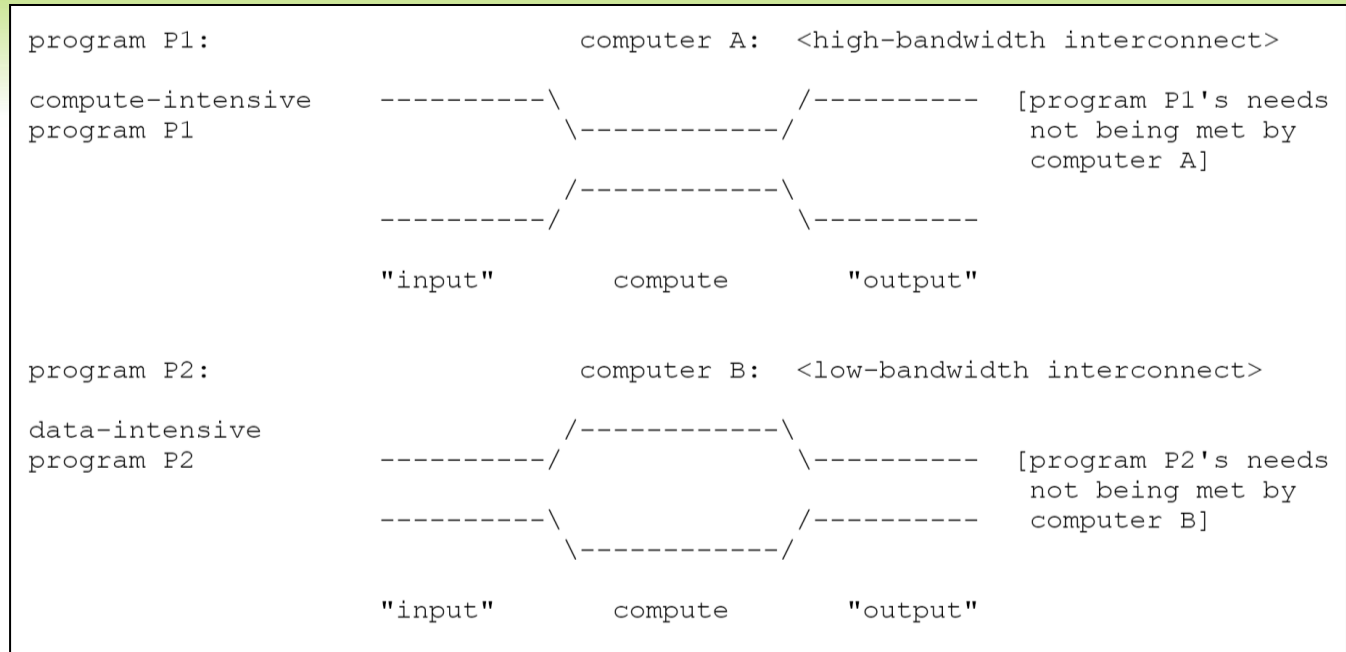 program P1: computer A: <high-bandwidth interconnect>
compute-intensive ----------\ /---------- [program P1's needs
program P1 \------------/ not being met by
computer A]
/------------\
----------/ \----------
"input" compute "output"
program P2: computer B: <low-bandwidth interconnect>
data-intensive /------------\
program P2 ----------/ \---------- [program P2's needs
not being met by
----------\ /---------- computer B]
\------------/
"input" compute "output"